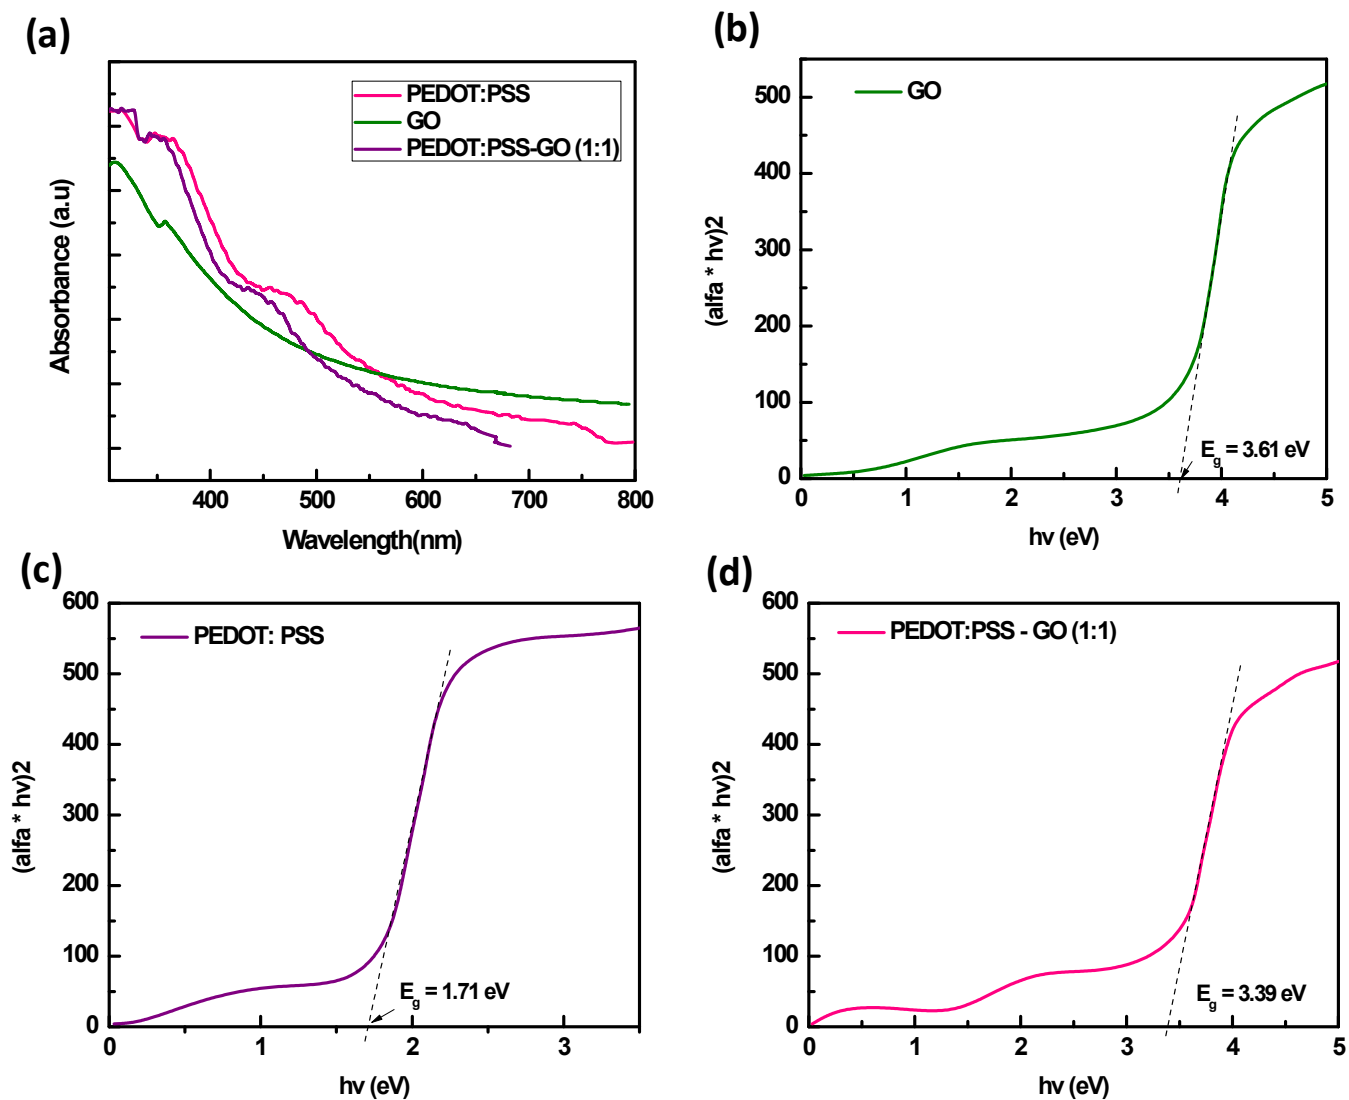 (a)
PEDOT:PSS
GO
PEDOT:PSS-GO (1:1)
Absorbance (a.u)
400
500
600
700
800
Wavelength(nm)
(b)
GO
(alfa * hv)2
500
400
300
200
100
0
E_g = 3.61 eV
0
1
2
3
4
5
hv (eV)
(c)
PEDOT: PSS
(alfa * hv)2
600
500
400
300
200
100
0
E_g = 1.71 eV
0
1
2
3
hv (eV)
(d)
PEDOT:PSS - GO (1:1)
(alfa * hv)2
600
500
400
300
200
100
0
E_g = 3.39 eV
0
1
2
3
4
5
hv (eV)